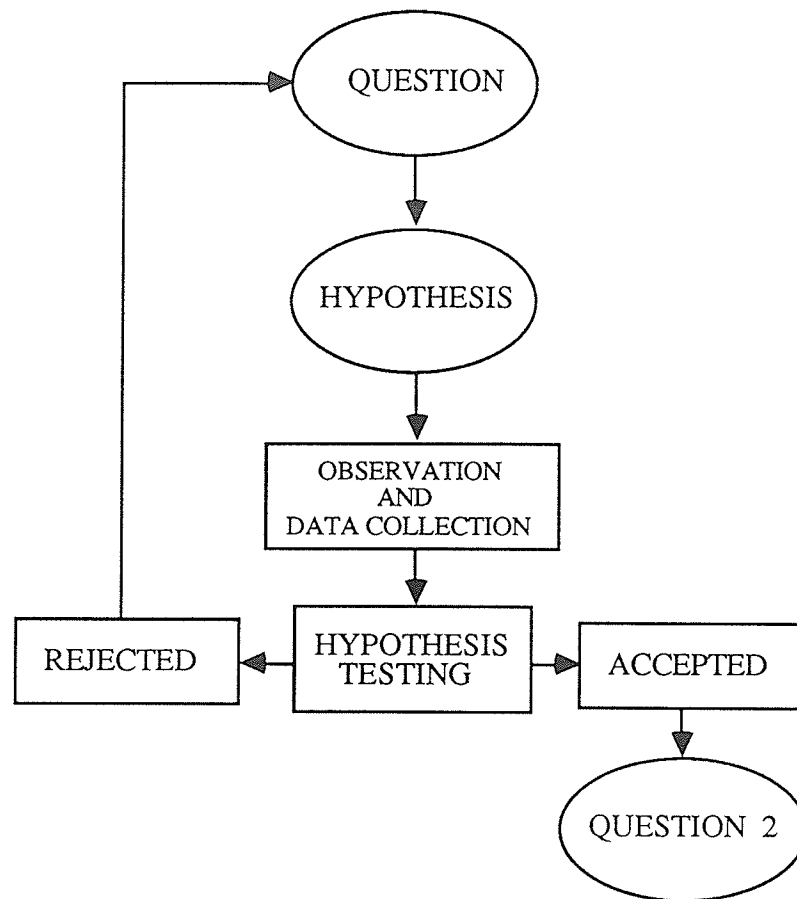 QUESTION
HYPOTHESIS
OBSERVATION
AND
DATA COLLECTION
REJECTED
HYPOTHESIS
TESTING
ACCEPTED
QUESTION 2